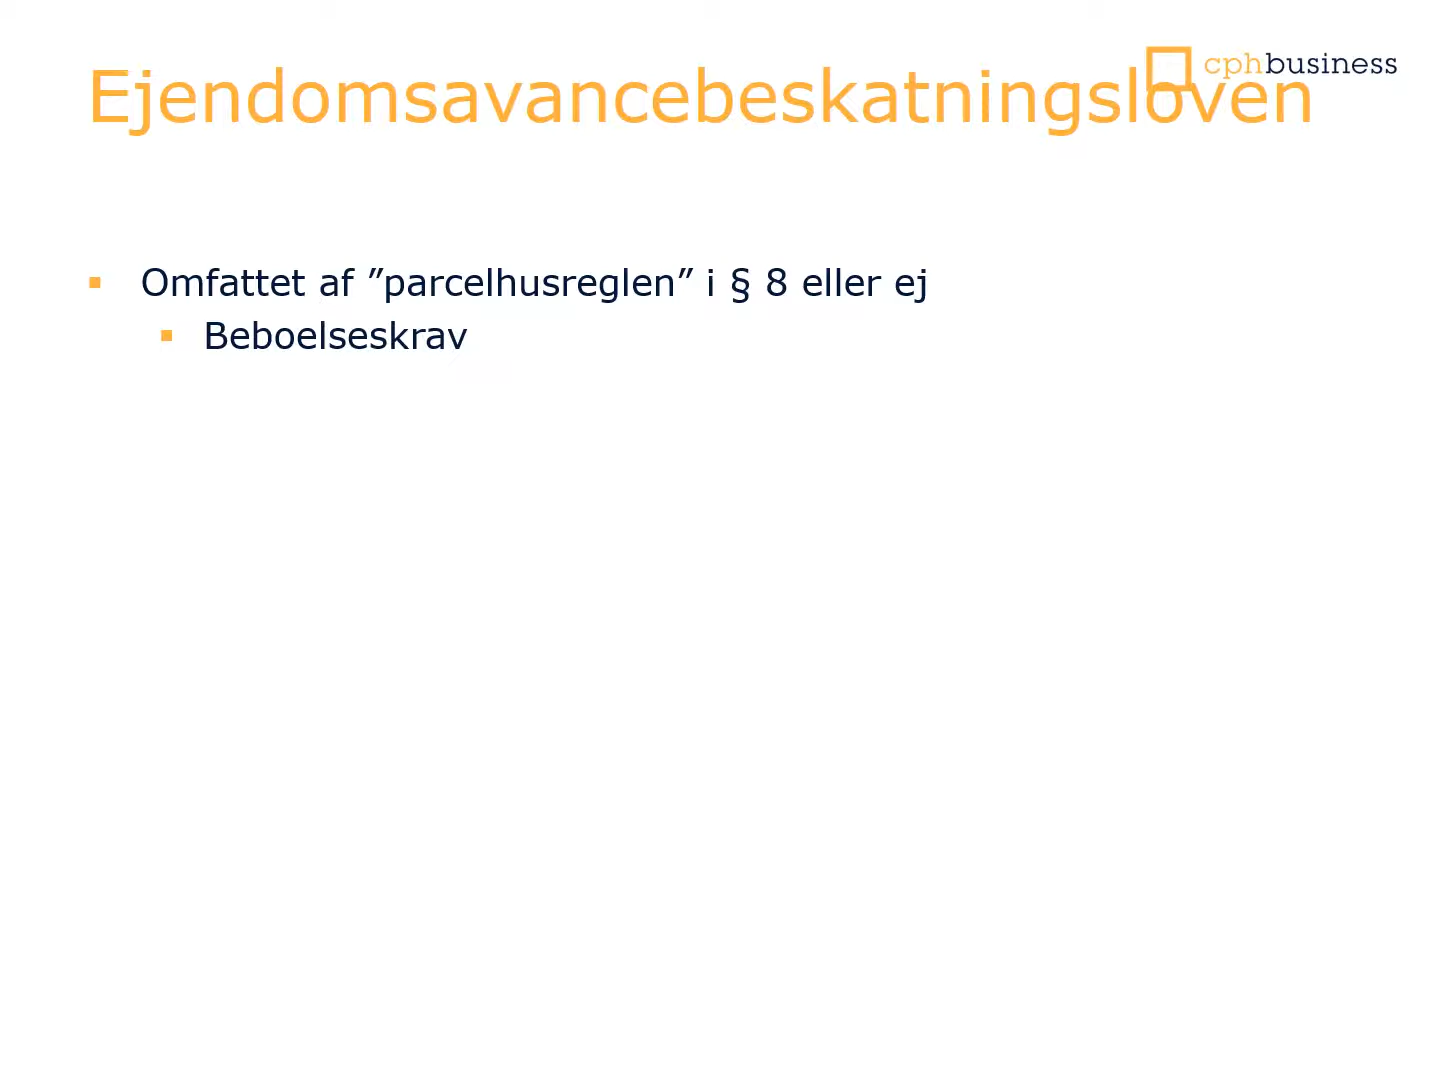 cphbusiness
Ejendomsavancebeskatningsloven
Omfattet af ”parcelhusreglen” i § 8 eller ej
Beboelseskrav